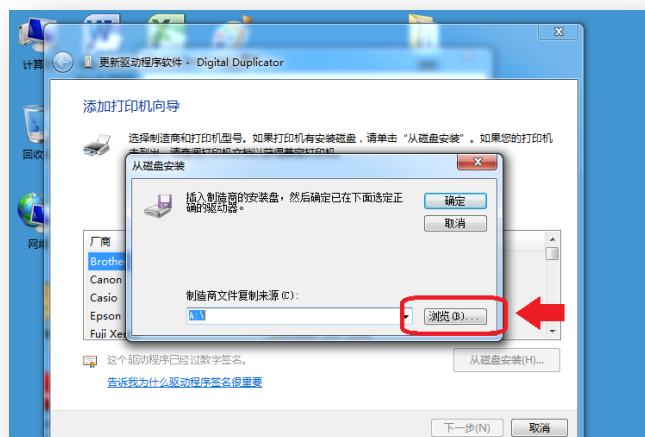 计算
更新驱动程序软件 - Digital Duplicator
添加打印机向导
选择制造商和打印机型号。如果打印机有安装磁盘，请单击“从磁盘安装”。如果您的打印机
回收
从磁盘安装
插入制造商的安装盘，然后确定已在下面选定正
确的驱动器。
确定
取消
网络
厂商
Brothe
Canon
Casio
Epson
Fuji Xer
制造商文件复制来源(C):
A:\
浏览(B)...
这个驱动程序已经过数字签名。
从磁盘安装(H)...
告诉我为什么驱动程序签名很重要
下一步(N)
取消